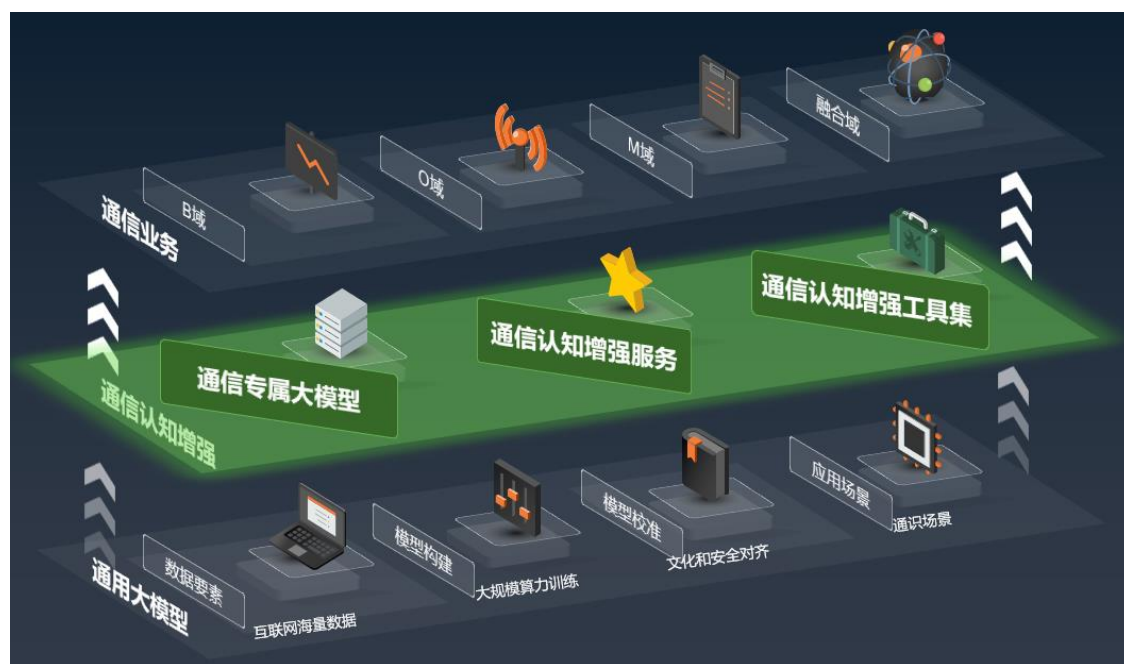 B域
O域
M域
融合域
通信业务
通信专属大模型
通信认知增强服务
通信认知增强工具集
通信认知增强
数据要素
模型构建
模型校准
应用场景
互联网海量数据
大规模算力训练
文化和安全对齐
通识场景
通用大模型